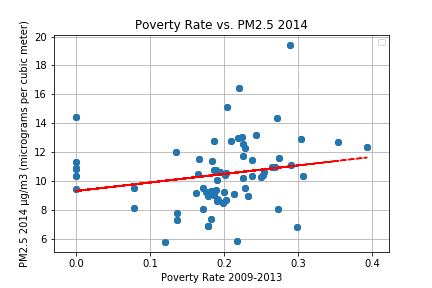 Poverty Rate vs. PM2.5 2014
PM2.5 2014 µg/m3 (micrograms per cubic meter)
20
18
16
14
12
10
8
6
0.0 0.1 0.2 0.3 0.4
Poverty Rate 2009-2013